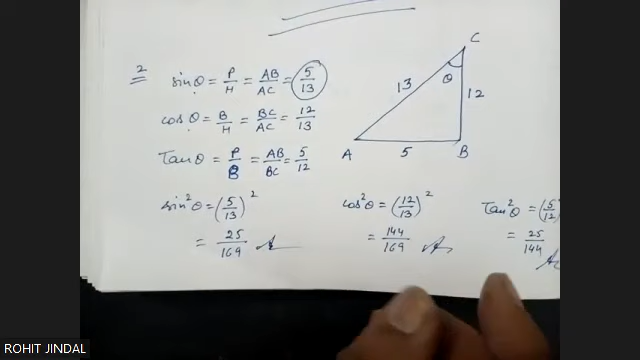 2
sinθ = P/H = AB/AC = 5/13
cosθ = B/H = BC/AC = 12/13
Tanθ = P/B = AB/BC = 5/12
sin²θ = (5/13)²
= 25/169
cos²θ = (12/13)²
= 144/169
Tan²θ = (5/12)²
= 25/144
C
θ
13
12
A
5
B
ROHIT JINDAL